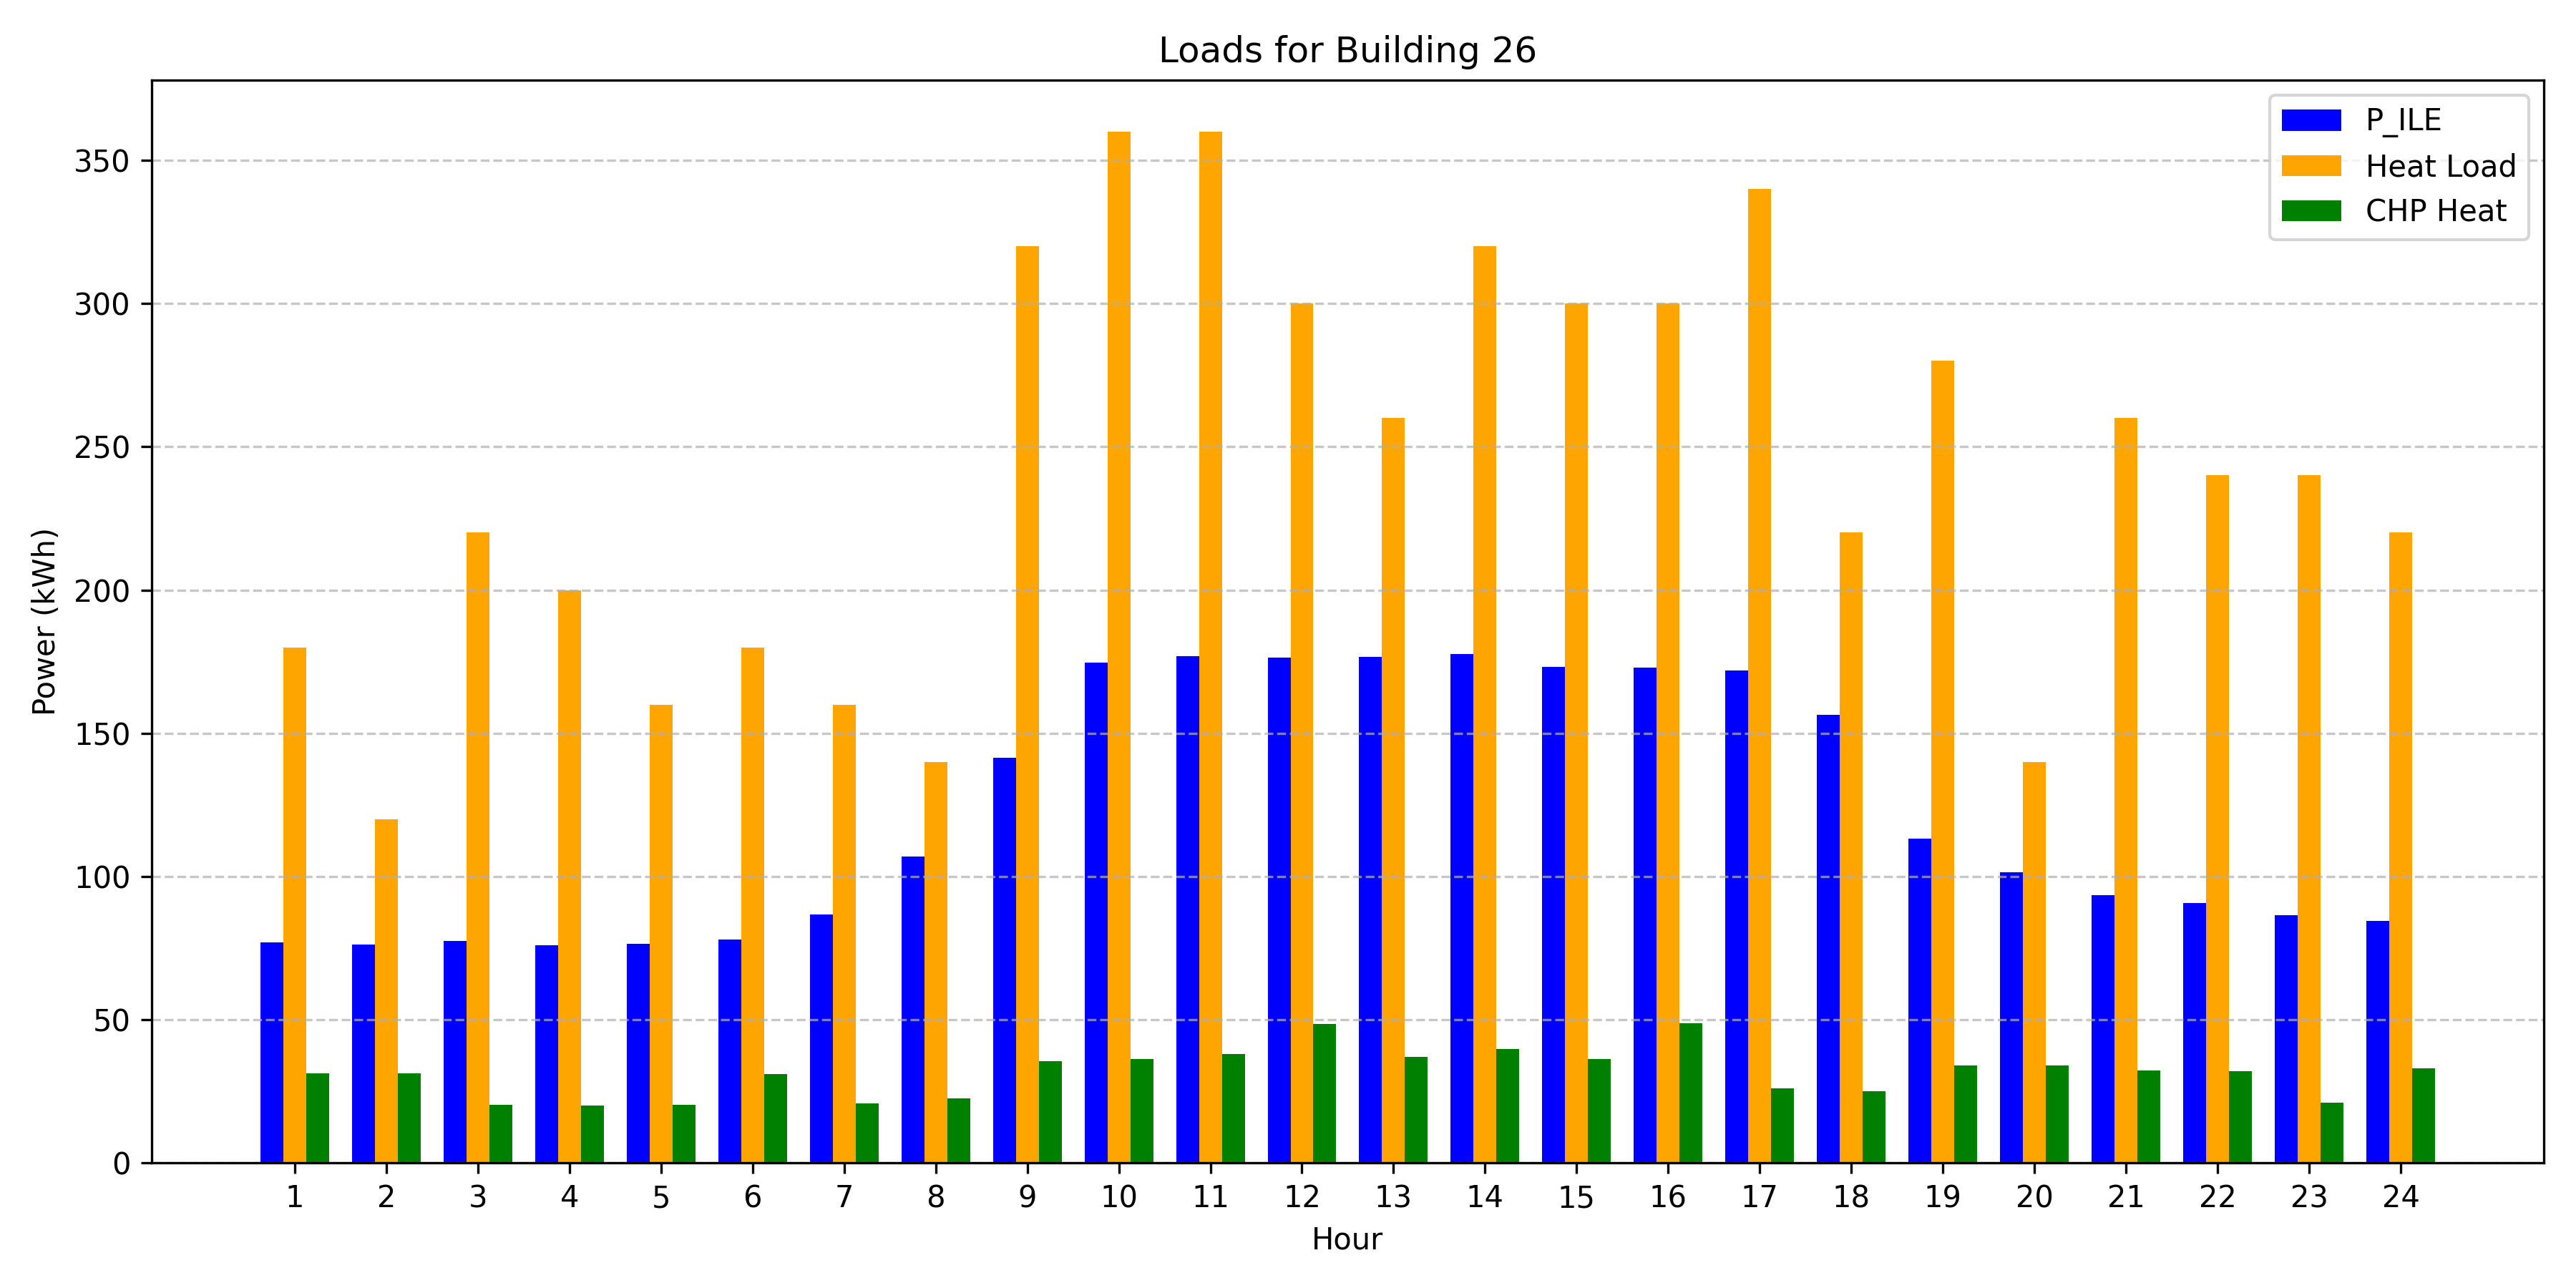 Loads for Building 26
P_ILE
Heat Load
CHP Heat
Power (kWh)
350
300
250
200
150
100
50
0
1 2 3 4 5 6 7 8 9 10 11 12 13 14 15 16 17 18 19 20 21 22 23 24
Hour